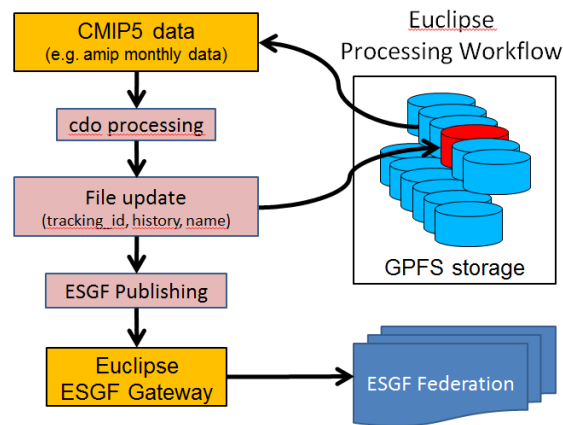 CMIP5 data
(e.g. amip monthly data)
Euclipse
Processing Workflow
cdo processing
File update
(tracking_id, history, name)
GPFS storage
ESGF Publishing
Euclipse
ESGF Gateway
ESGF Federation